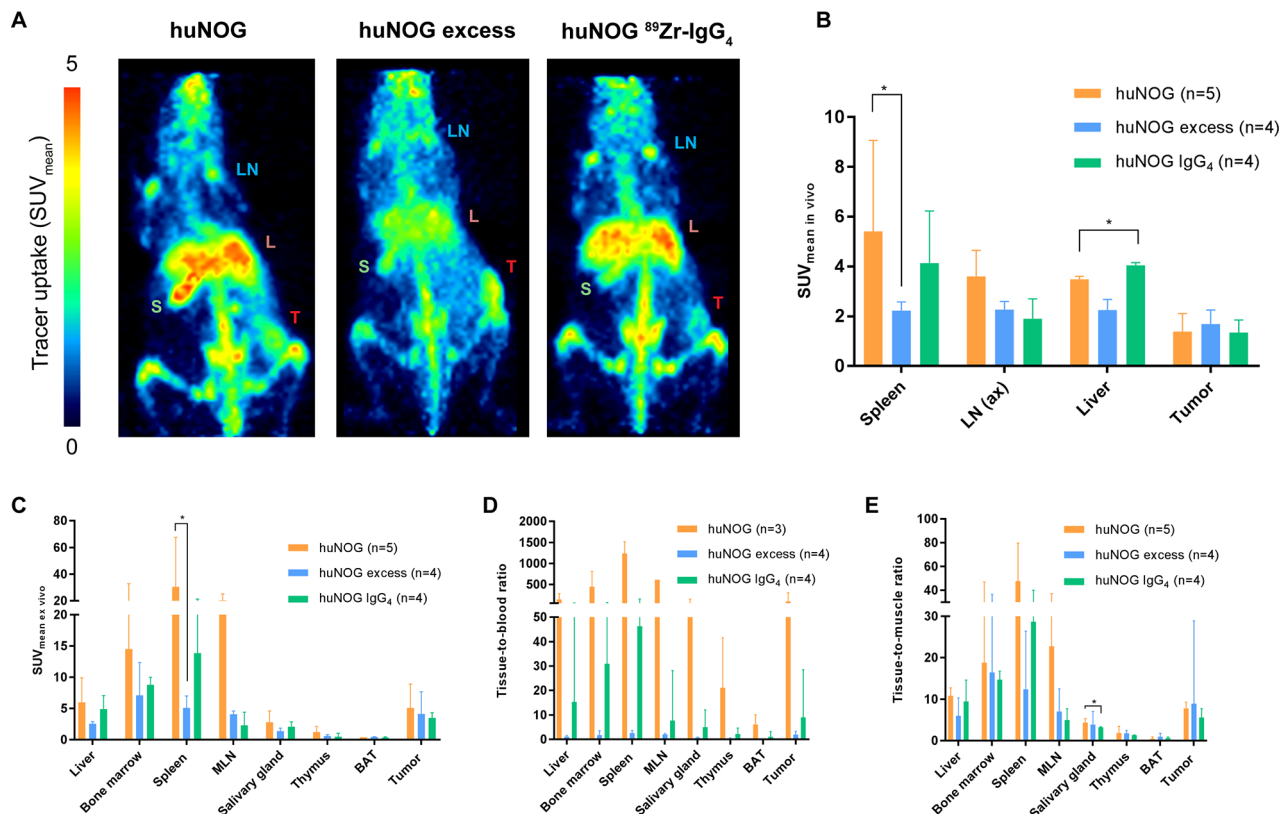 A
huNOG
huNOG excess
huNOG ⁸⁹Zr-IgG₄
5
Tracer uptake (SUVmean)
0
LN
L
S
T
LN
L
S
T
LN
L
S
T
B
huNOG (n=5)
huNOG excess (n=4)
huNOG IgG₄ (n=4)
SUVmean in vivo
10
8
6
4
2
0
*
*
Spleen
LN (ax)
Liver
Tumor
C
huNOG (n=5)
huNOG excess (n=4)
huNOG IgG₄ (n=4)
SUVmean ex vivo
80
60
40
20
20
15
10
5
0
*
Liver
Bone marrow
Spleen
MLN
Salivary gland
Thymus
BAT
Tumor
D
huNOG (n=3)
huNOG excess (n=4)
huNOG IgG₄ (n=4)
Tissue-to-blood ratio
2000
1500
1000
500
50
40
30
20
10
0
Liver
Bone marrow
Spleen
MLN
Salivary gland
Thymus
BAT
Tumor
E
huNOG (n=5)
huNOG excess (n=4)
huNOG IgG₄ (n=4)
Tissue-to-muscle ratio
100
80
60
40
30
20
10
0
*
Liver
Bone marrow
Spleen
MLN
Salivary gland
Thymus
BAT
Tumor